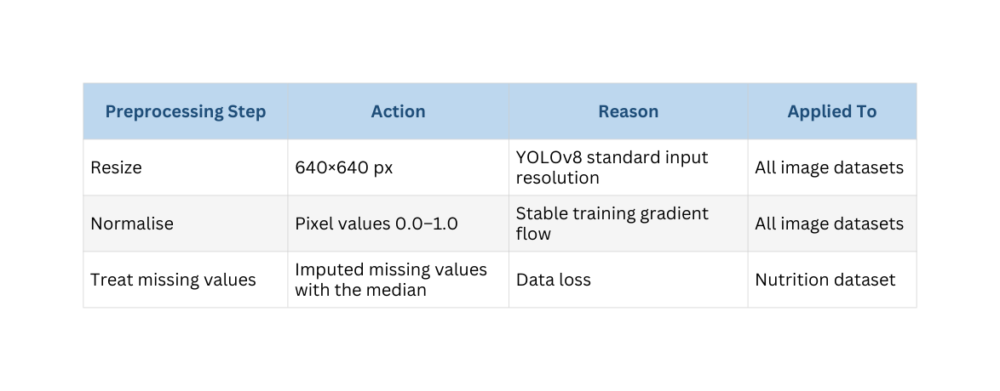 Preprocessing Step Action Reason Applied To
Resize 640×640 px YOLOv8 standard input resolution All image datasets
Normalise Pixel values 0.0–1.0 Stable training gradient flow All image datasets
Treat missing values Imputed missing values with the median Data loss Nutrition dataset